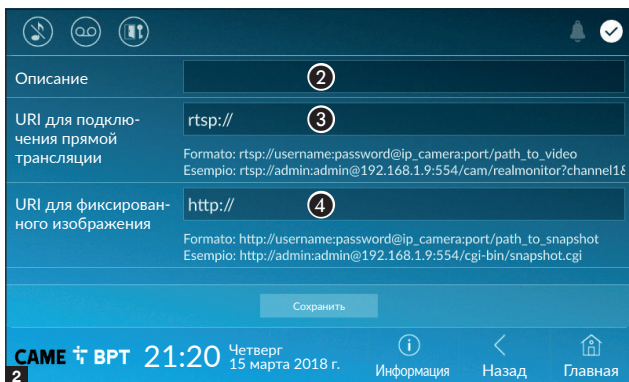 Описание
2
URI для подклю-
чения прямой
трансляции
rtsp://
3
Formato: rtsp://username:password@ip_camera:port/path_to_video
Esempio: rtsp://admin:admin@192.168.1.9:554/cam/realmonitor?channel1&
URI для фиксирован-
ного изображения
http://
4
Formato: http://username:password@ip_camera:port/path_to_snapshot
Esempio: http://admin:admin@192.168.1.9:554/cgi-bin/snapshot.cgi
Сохранить
CAME BPT
21:20
Четверг
15 марта 2018 г.
Информация
Назад
Главная
2